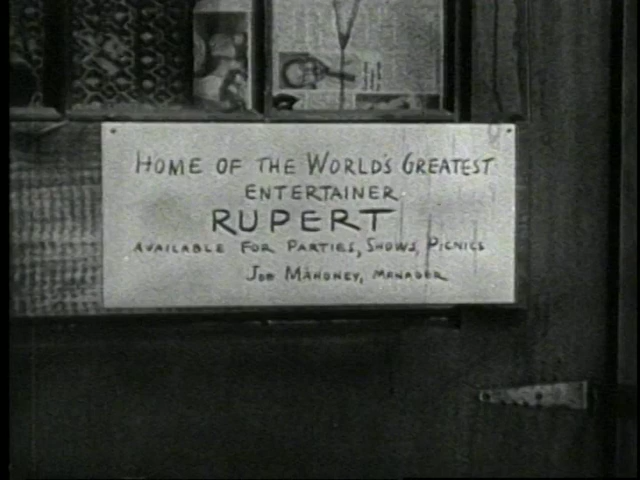 HOME OF THE WORLD'S GREATEST
ENTERTAINER
RUPERT
AVAILABLE FOR PARTIES, SHOWS, PICNICS
JOE MAHONEY, MANAGER